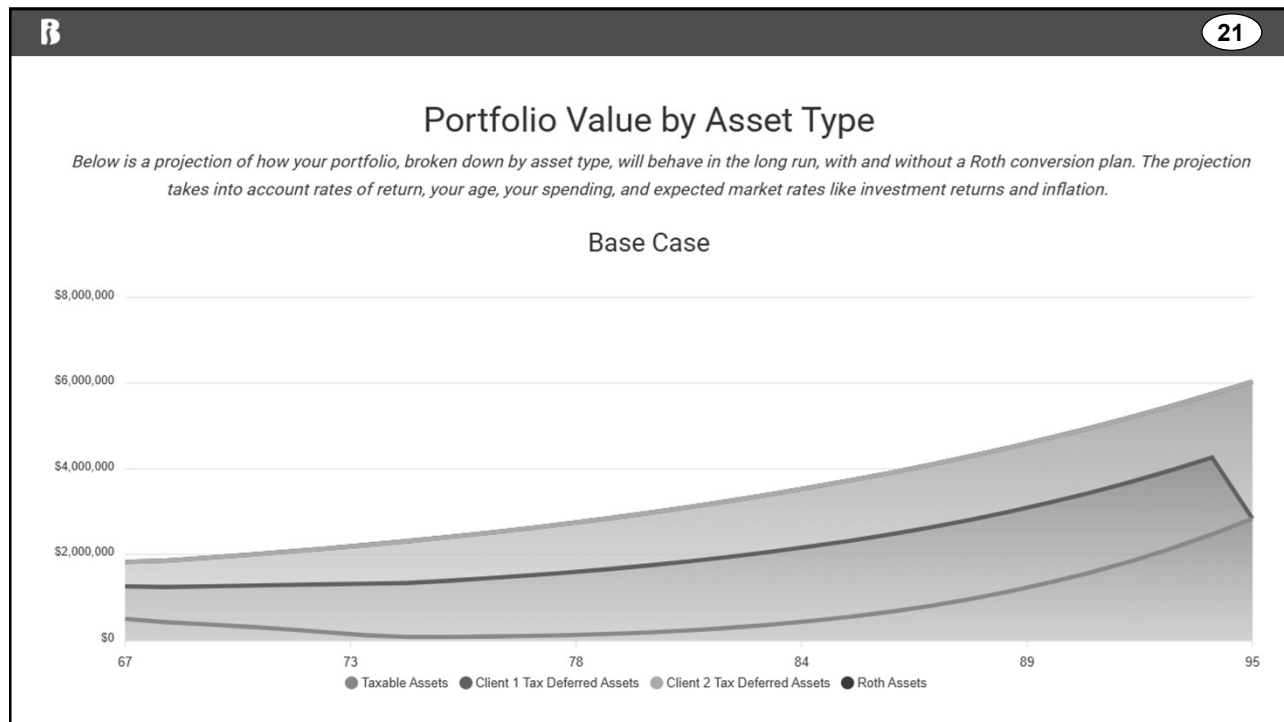 21
Portfolio Value by Asset Type
Below is a projection of how your portfolio, broken down by asset type, will behave in the long run, with and without a Roth conversion plan. The projection
takes into account rates of return, your age, your spending, and expected market rates like investment returns and inflation.
Base Case
$8,000,000
$6,000,000
$4,000,000
$2,000,000
$0
67 73 78 84 89 95
Taxable Assets Client 1 Tax Deferred Assets Client 2 Tax Deferred Assets Roth Assets